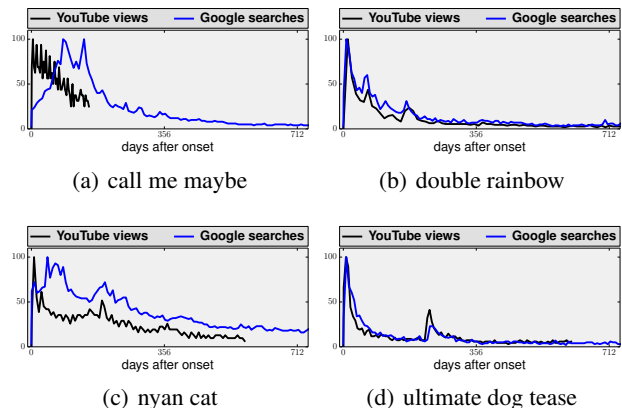 YouTube views Google searches
100
50
0
0 356 712
days after onset
(a) call me maybe
YouTube views Google searches
100
50
0
0 356 712
days after onset
(b) double rainbow
YouTube views Google searches
100
50
0
0 356 712
days after onset
(c) nyan cat
YouTube views Google searches
100
50
0
0 356 712
days after onset
(d) ultimate dog tease